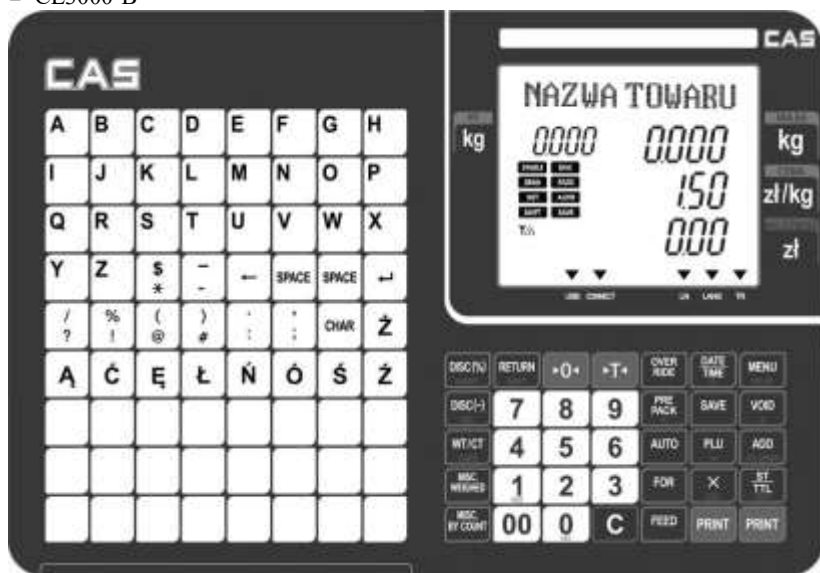 CL3000-B
CAS
CAS
NAZWA TOWARU
kg
0000
0.000
kg
1.50
zł/kg
0.00
zł
A B C D E F G H
I J K L M N O P
Q R S T U V W X
Y Z $ * - - ← SPACE SPACE ↵
/ ? % ! ( @ ) # . : ' ; CHAR Ż
Ą Ć Ę Ł Ń Ó Ś Ź
DISC(%) RETURN ▸0◂ ▸T◂ OVER RIDE DATE TIME MENU
DISC(-) 7 8 9 PRE PACK SAVE VOID
WT/CT 4 5 6 AUTO PLU ADD
MISC. WEIGHED 1 2 3 FOR X ST TTL
MISC. BY COUNT 00 0 C FEED PRINT PRINT